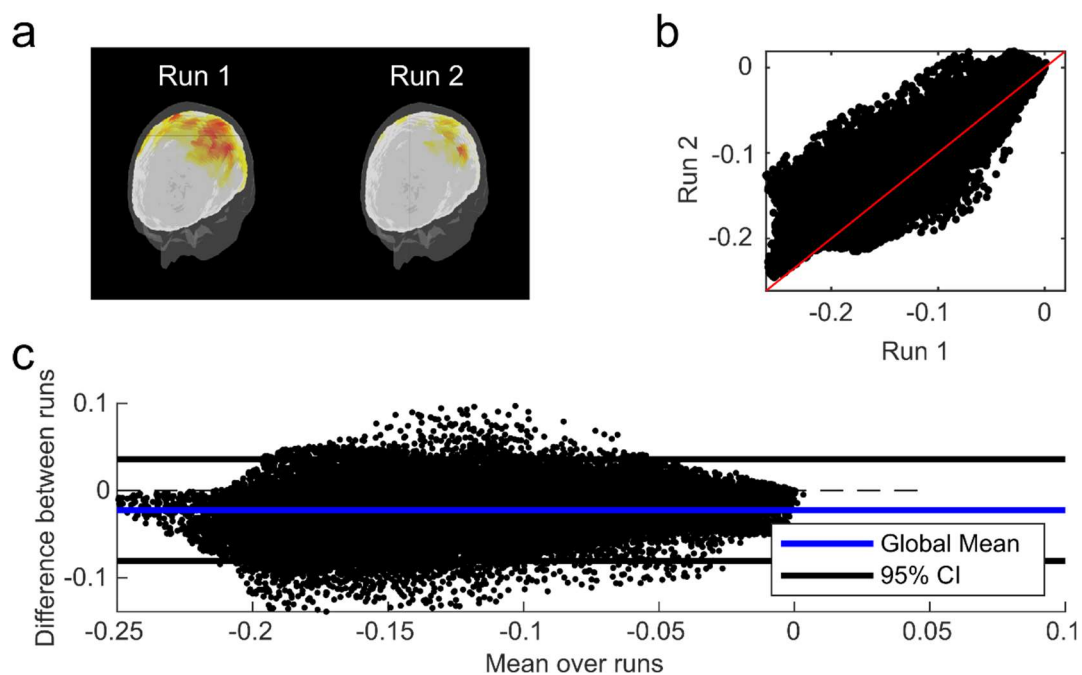 a
Run 1
Run 2
b
0
-0.1
-0.2
Run 2
-0.2
-0.1
0
Run 1
c
Difference between runs
0.1
0
-0.1
Global Mean
95% CI
-0.25
-0.2
-0.15
-0.1
-0.05
0
0.05
0.1
Mean over runs